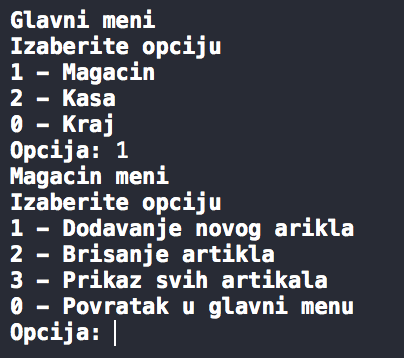 Glavni meni
Izaberite opciju
1 - Magacin
2 - Kasa
0 - Kraj
Opcija: 1
Magacin meni
Izaberite opciju
1 - Dodavanje novog arikla
2 - Brisanje artikla
3 - Prikaz svih artikala
0 - Povratak u glavni menu
Opcija: